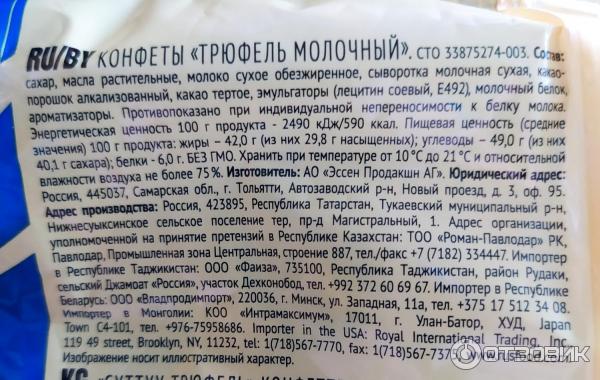 RU/BY КОНФЕТЫ «ТРЮФЕЛЬ МОЛОЧНЫЙ». СТО 33875274-003. Состав:
сахар, масла растительные, молоко сухое обезжиренное, сыворотка молочная сухая, какао-
порошок алкализованный, какао тертое, эмульгаторы (лецитин соевый, Е492), молочный белок,
ароматизаторы. Противопоказано при индивидуальной непереносимости к белку молока.
Энергетическая ценность 100 г продукта - 2490 кДж/590 ккал. Пищевая ценность (средние
значения) 100 г продукта: жиры – 42,0 г (из них 29,8 г насыщенных); углеводы – 49,0 г (из них
40,1 г сахара); белки - 6,0 г. БЕЗ ГМО. Хранить при температуре от 10°С до 21°С и относительной
влажности воздуха не более 75%. Изготовитель: АО «Эссен Продакшн АГ». Юридический адрес:
Россия, 445037, Самарская обл., г. Тольятти, Автозаводский р-н, Новый проезд, д. 3, оф. 95.
Адрес производства: Россия, 423895, Республика Татарстан, Тукаевский муниципальный р-н,
Нижнесуыксинское сельское поселение тер, пр-д Магистральный, 1. Адрес организации,
уполномоченной на принятие претензий в Республике Казахстан: ТОО «Роман-Павлодар» РК,
Павлодар, Промышленная зона Центральная, строение 887, тел./факс +7 (7182) 334447. Импортер
в Республике Таджикистан: ООО «Фаиза», 735100, Республика Таджикистан, район Рудаки,
сельский Джамоат «Россия», участок Дехконобод, тел. +992 372 60 69 67. Импортер в Республике
Беларусь: ООО «Владпродимпорт», 220036, г. Минск, ул. Западная, 11а, тел. +375 17 512 34 08.
Импортер в Монголии: КОО «Интрамаксимум», 17011, г. Улан-Батор, ХУД, Japan
Town C4-101, тел. +976-75958686. Importer in the USA: Royal International Trading, Inc
119 49 street, Brooklyn, NY, 11232, tel: 1(718)567-7770, fax: 1(718)567-737
Изображение носит иллюстративный характер.
КG «СҮТТҮҮ ТРЮФЕЛЬ»
ОТЗОВИК